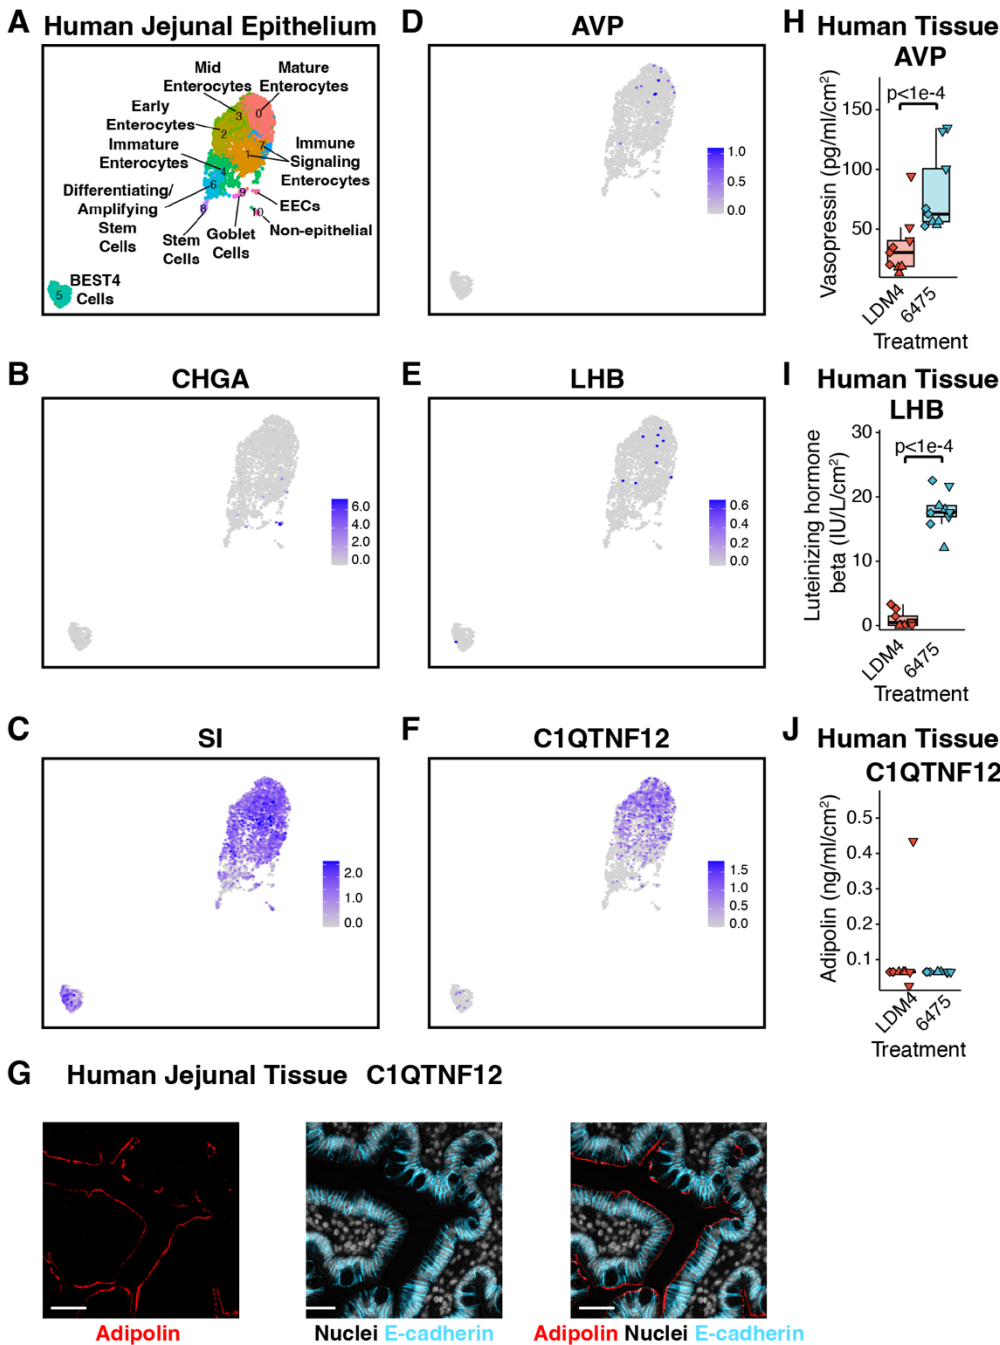 A Human Jejunal Epithelium
Mid
Enterocytes
Mature
Enterocytes
Early
Enterocytes
Immature
Enterocytes
Immune
Signaling
Enterocytes
Differentiating/
Amplifying
Stem
Cells
Stem
Cells
Goblet
Cells
EECs
Non-epithelial
BEST4
Cells
0
3
2
7
1
4
6
9
8
10
5
D AVP
1.0
0.5
0.0
H Human Tissue
AVP
p<1e-4
Vasopressin (pg/ml/cm²)
150
100
50
LDM4
6475
Treatment
B CHGA
6.0
4.0
2.0
0.0
E LHB
0.6
0.4
0.2
0.0
I Human Tissue
LHB
p<1e-4
Luteinizing hormone
beta (IU/L/cm²)
30
20
10
0
LDM4
6475
Treatment
C SI
2.0
1.0
0.0
F C1QTNF12
1.5
1.0
0.5
0.0
J Human Tissue
C1QTNF12
Adipolin (ng/ml/cm²)
0.5
0.4
0.3
0.2
0.1
LDM4
6475
Treatment
G Human Jejunal Tissue C1QTNF12
Adipolin
Nuclei E-cadherin
Adipolin Nuclei E-cadherin